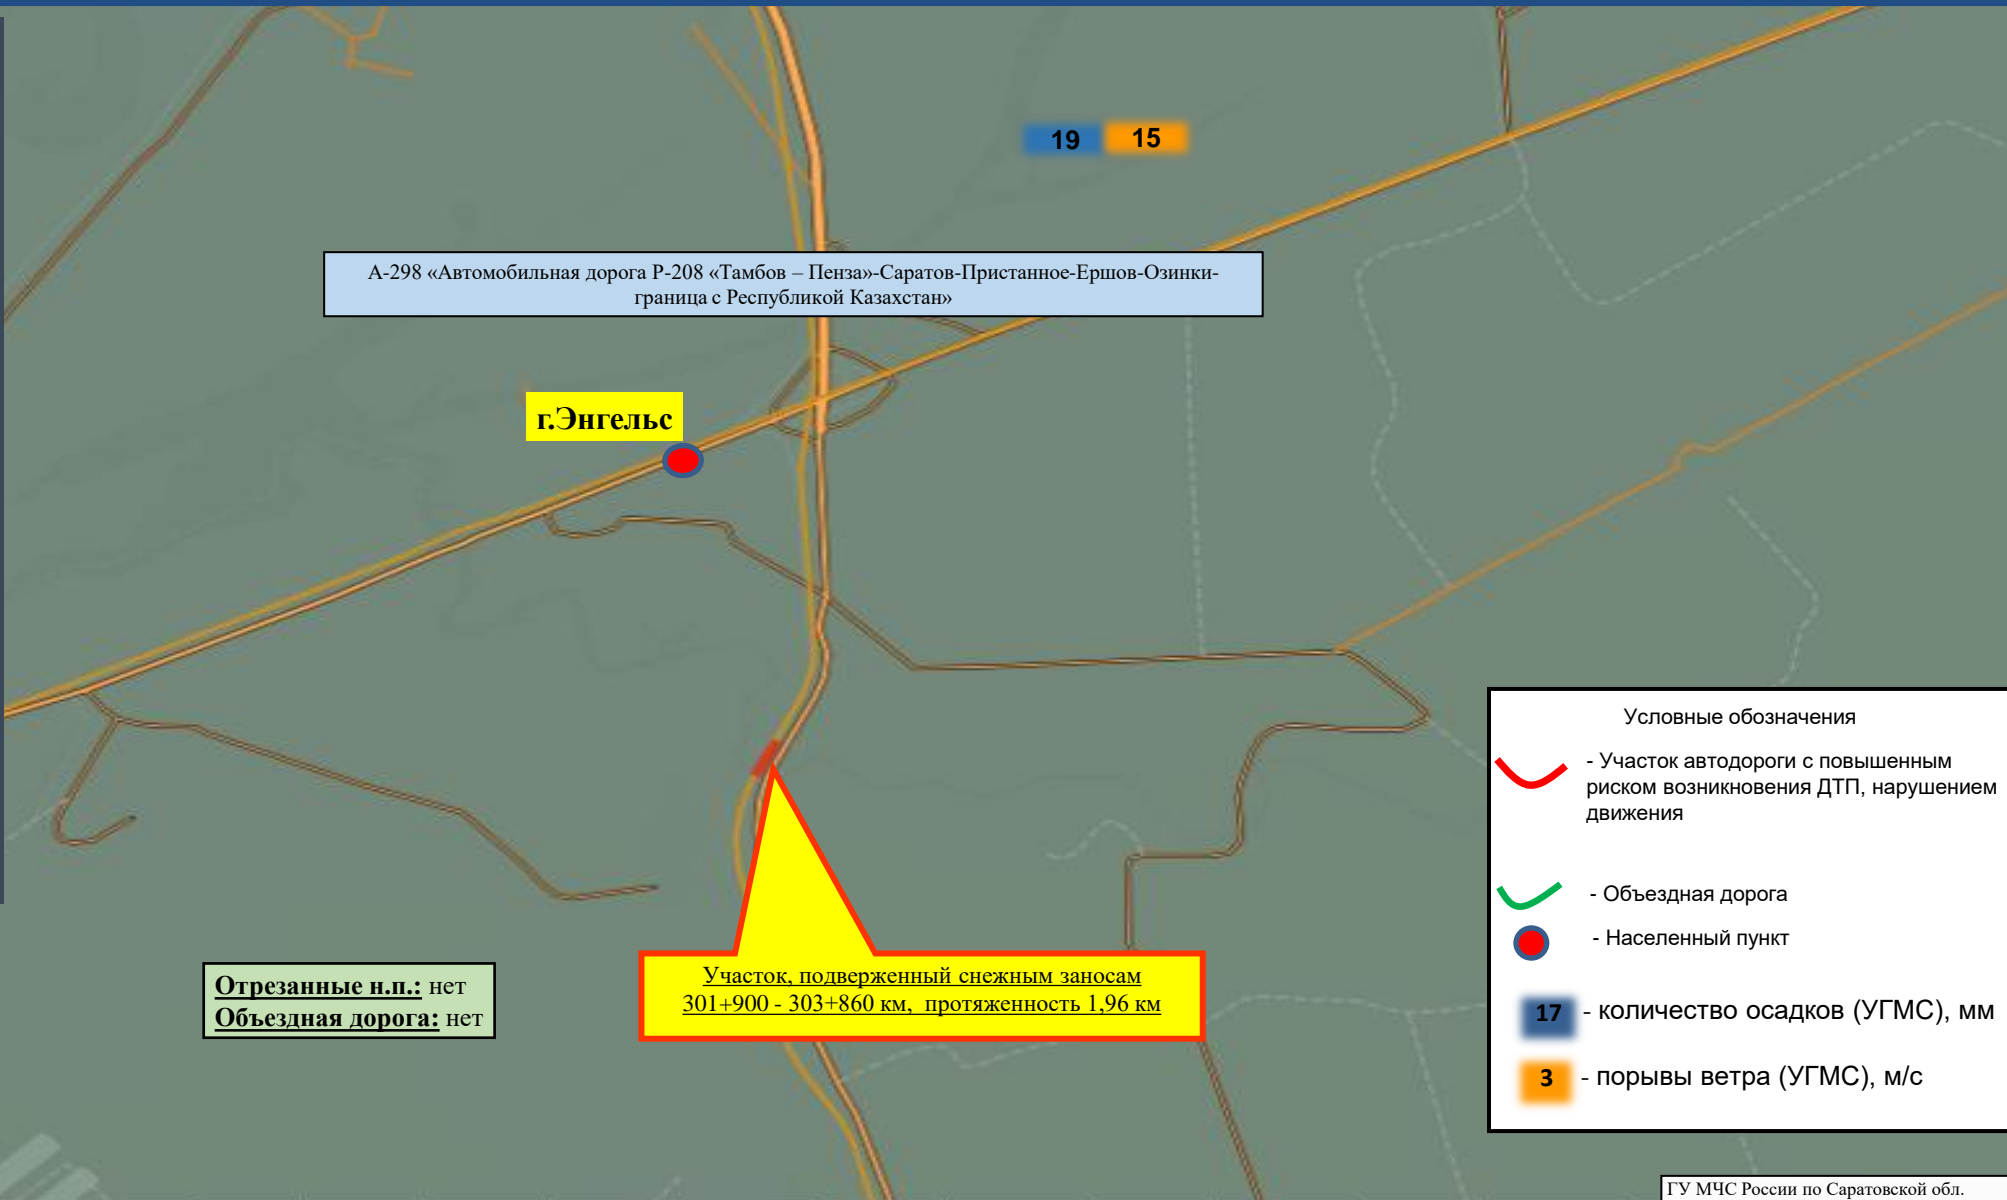 19 15
А-298 «Автомобильная дорога Р-208 «Тамбов – Пенза»-Саратов-Пристанное-Ершов-Озинки-
граница с Республикой Казахстан»
г.Энгельс
Участок, подверженный снежным заносам
301+900 - 303+860 км, протяженность 1,96 км
Отрезанные н.п.: нет
Объездная дорога: нет
Условные обозначения
- Участок автодороги с повышенным
риском возникновения ДТП, нарушением
движения
- Объездная дорога
- Населенный пункт
17 - количество осадков (УГМС), мм
3 - порывы ветра (УГМС), м/с
ГУ МЧС России по Саратовской обл.